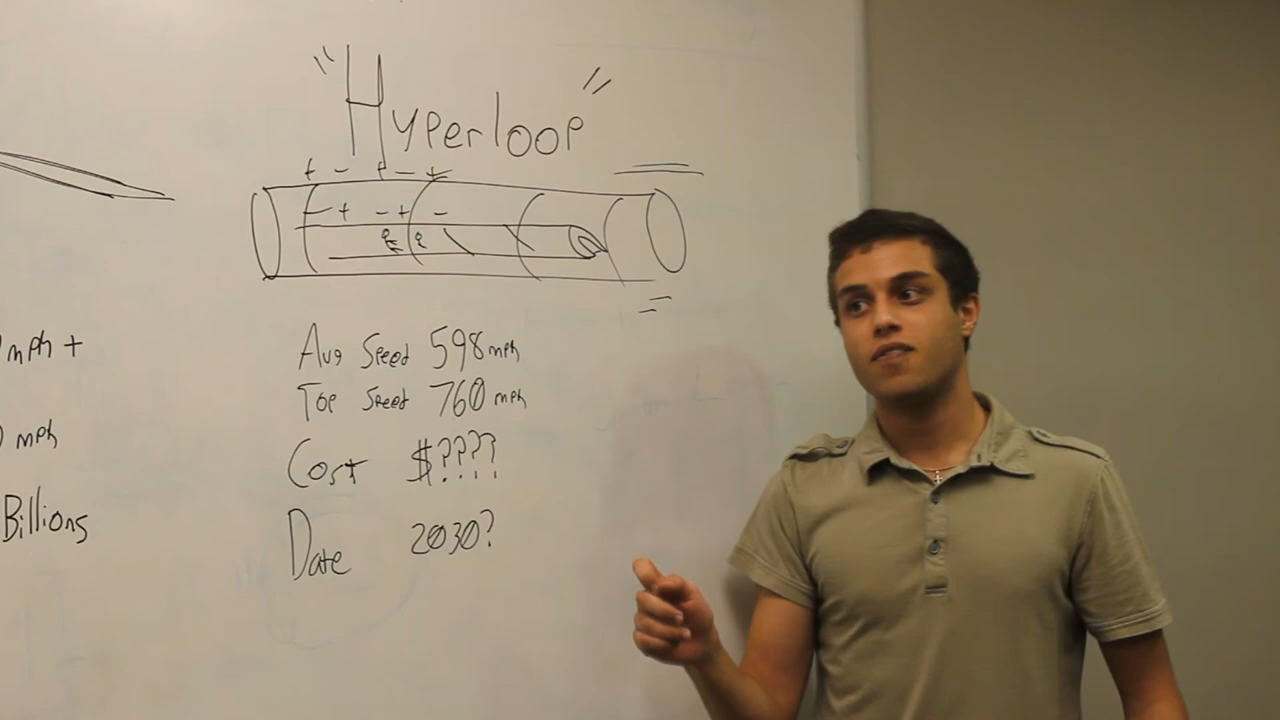 "Hyperloop"
+ - + - +
- + - + -
mph +
mph
Billions
Avg Speed 598 mph
Top Speed 760 mph
Cost $????
Date 2030?